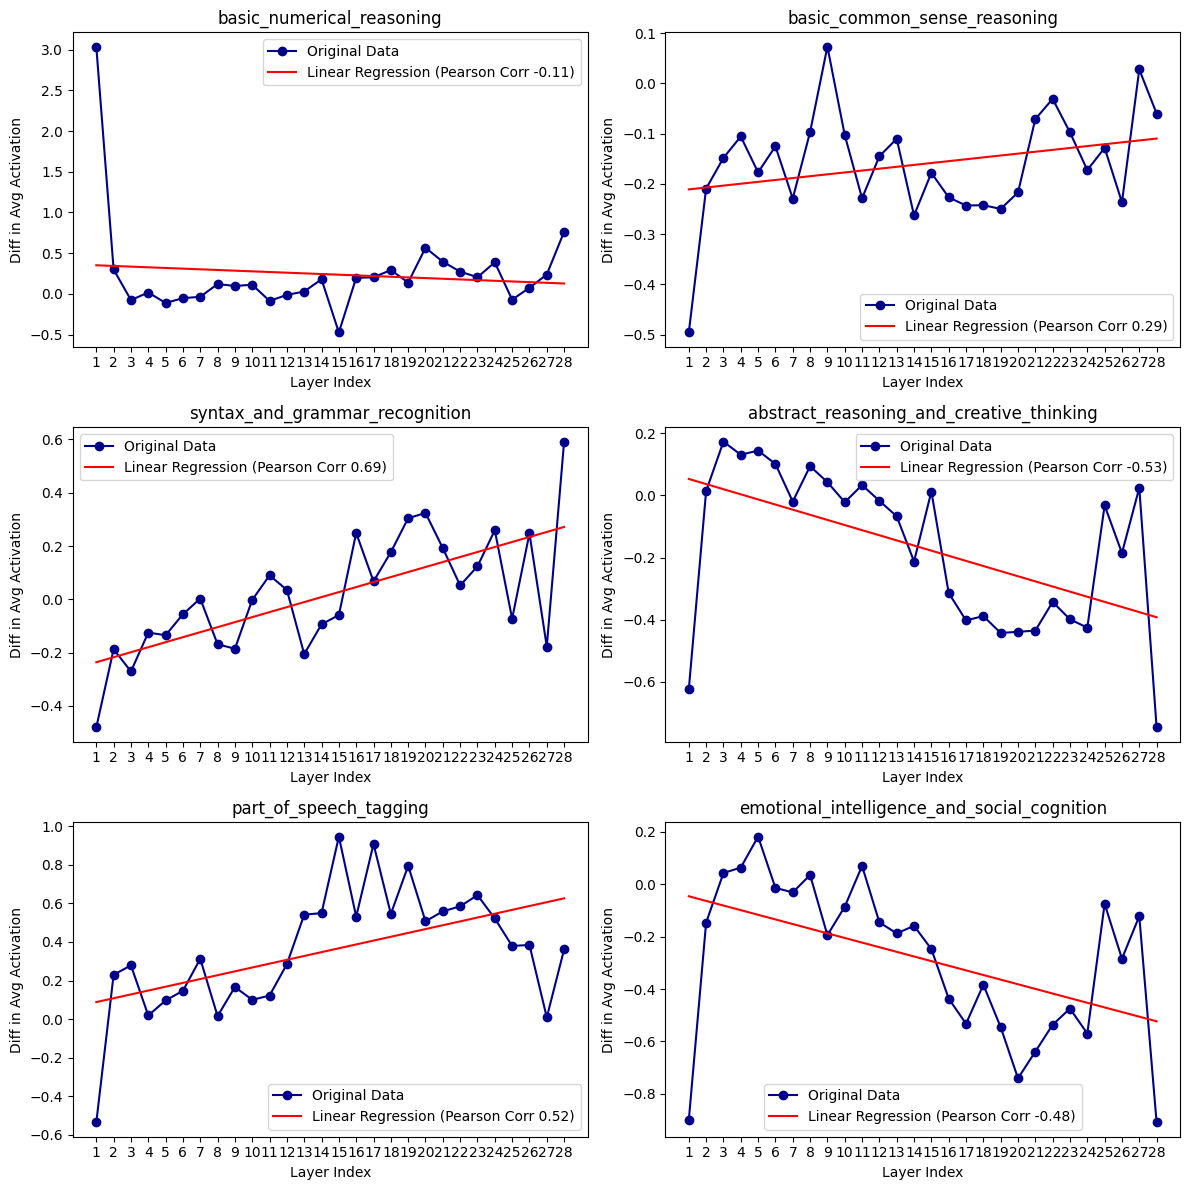 basic_numerical_reasoning
Original Data
Linear Regression (Pearson Corr -0.11)
Diff in Avg Activation
3.0
2.5
2.0
1.5
1.0
0.5
0.0
−0.5
1 2 3 4 5 6 7 8 9 10 11 12 13 14 15 16 17 18 19 20 21 22 23 24 25 26 27 28
Layer Index
basic_common_sense_reasoning
Diff in Avg Activation
0.1
0.0
−0.1
−0.2
−0.3
−0.4
−0.5
Original Data
Linear Regression (Pearson Corr 0.29)
1 2 3 4 5 6 7 8 9 10 11 12 13 14 15 16 17 18 19 20 21 22 23 24 25 26 27 28
Layer Index
syntax_and_grammar_recognition
Original Data
Linear Regression (Pearson Corr 0.69)
Diff in Avg Activation
0.6
0.4
0.2
0.0
−0.2
−0.4
1 2 3 4 5 6 7 8 9 10 11 12 13 14 15 16 17 18 19 20 21 22 23 24 25 26 27 28
Layer Index
abstract_reasoning_and_creative_thinking
Original Data
Linear Regression (Pearson Corr -0.53)
Diff in Avg Activation
0.2
0.0
−0.2
−0.4
−0.6
1 2 3 4 5 6 7 8 9 10 11 12 13 14 15 16 17 18 19 20 21 22 23 24 25 26 27 28
Layer Index
part_of_speech_tagging
Diff in Avg Activation
1.0
0.8
0.6
0.4
0.2
0.0
−0.2
−0.4
−0.6
Original Data
Linear Regression (Pearson Corr 0.52)
1 2 3 4 5 6 7 8 9 10 11 12 13 14 15 16 17 18 19 20 21 22 23 24 25 26 27 28
Layer Index
emotional_intelligence_and_social_cognition
Diff in Avg Activation
0.2
0.0
−0.2
−0.4
−0.6
−0.8
Original Data
Linear Regression (Pearson Corr -0.48)
1 2 3 4 5 6 7 8 9 10 11 12 13 14 15 16 17 18 19 20 21 22 23 24 25 26 27 28
Layer Index